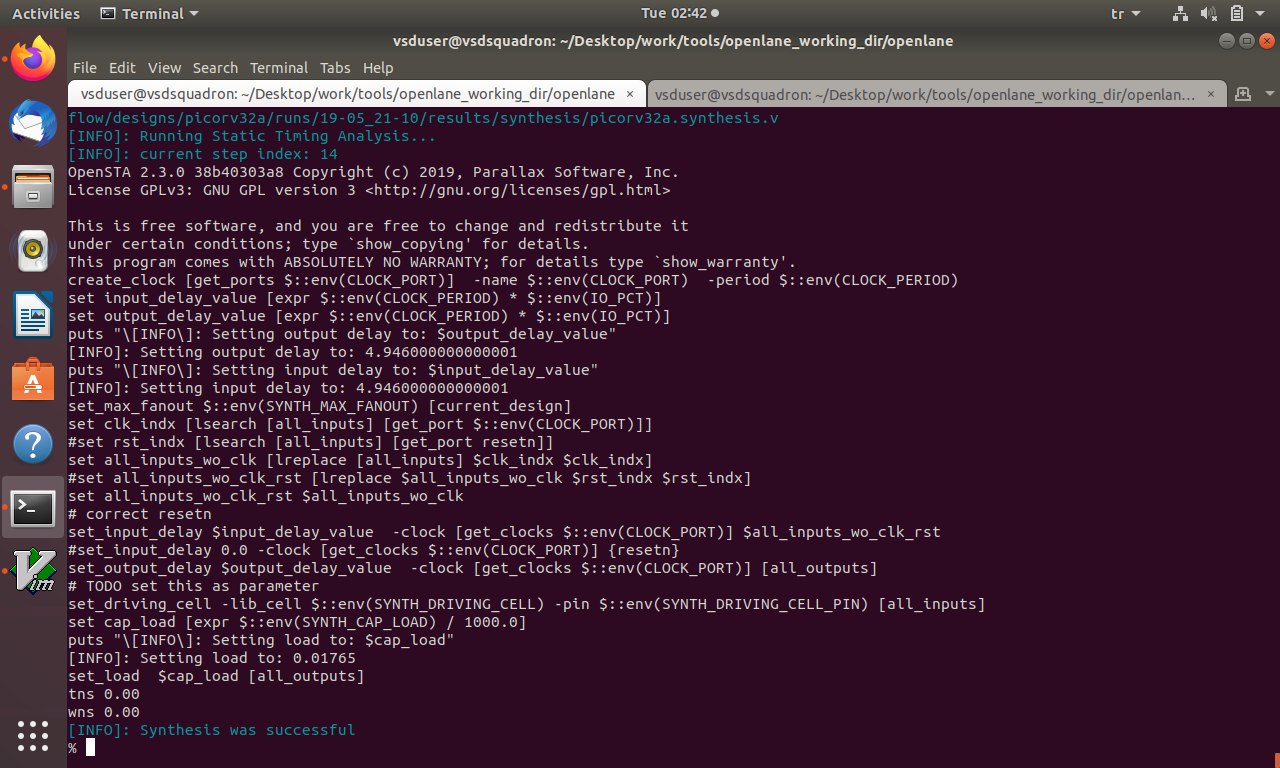 Activities Terminal Tue 02:42 tr
vsduser@vsdsquadron: ~/Desktop/work/tools/openlane_working_dir/openlane
File Edit View Search Terminal Tabs Help
vsduser@vsdsquadron: ~/Desktop/work/tools/openlane_working_dir/openlane × vsduser@vsdsquadron: ~/Desktop/work/tools/openlane_working_dir/openlan... ×
flow/designs/picorv32a/runs/19-05_21-10/results/synthesis/picorv32a.synthesis.v
[INFO]: Running Static Timing Analysis...
[INFO]: current step index: 14
OpenSTA 2.3.0 38b40303a8 Copyright (c) 2019, Parallax Software, Inc.
License GPLv3: GNU GPL version 3 <http://gnu.org/licenses/gpl.html>
This is free software, and you are free to change and redistribute it
under certain conditions; type `show_copying' for details.
This program comes with ABSOLUTELY NO WARRANTY; for details type `show_warranty'.
create_clock [get_ports $::env(CLOCK_PORT)]  -name $::env(CLOCK_PORT)  -period $::env(CLOCK_PERIOD)
set input_delay_value [expr $::env(CLOCK_PERIOD) * $::env(IO_PCT)]
set output_delay_value [expr $::env(CLOCK_PERIOD) * $::env(IO_PCT)]
puts "\[INFO\]: Setting output delay to: $output_delay_value"
[INFO]: Setting output delay to: 4.946000000000001
puts "\[INFO\]: Setting input delay to: $input_delay_value"
[INFO]: Setting input delay to: 4.946000000000001
set_max_fanout $::env(SYNTH_MAX_FANOUT) [current_design]
set clk_indx [lsearch [all_inputs] [get_port $::env(CLOCK_PORT)]]
#set rst_indx [lsearch [all_inputs] [get_port resetn]]
set all_inputs_wo_clk [lreplace [all_inputs] $clk_indx $clk_indx]
#set all_inputs_wo_clk_rst [lreplace $all_inputs_wo_clk $rst_indx $rst_indx]
set all_inputs_wo_clk_rst $all_inputs_wo_clk
# correct resetn
set_input_delay $input_delay_value  -clock [get_clocks $::env(CLOCK_PORT)] $all_inputs_wo_clk_rst
#set_input_delay 0.0 -clock [get_clocks $::env(CLOCK_PORT)] {resetn}
set_output_delay $output_delay_value  -clock [get_clocks $::env(CLOCK_PORT)] [all_outputs]
# TODO set this as parameter
set_driving_cell -lib_cell $::env(SYNTH_DRIVING_CELL) -pin $::env(SYNTH_DRIVING_CELL_PIN) [all_inputs]
set cap_load [expr $::env(SYNTH_CAP_LOAD) / 1000.0]
puts "\[INFO\]: Setting load to: $cap_load"
[INFO]: Setting load to: 0.01765
set_load  $cap_load [all_outputs]
tns 0.00
wns 0.00
[INFO]: Synthesis was successful
%